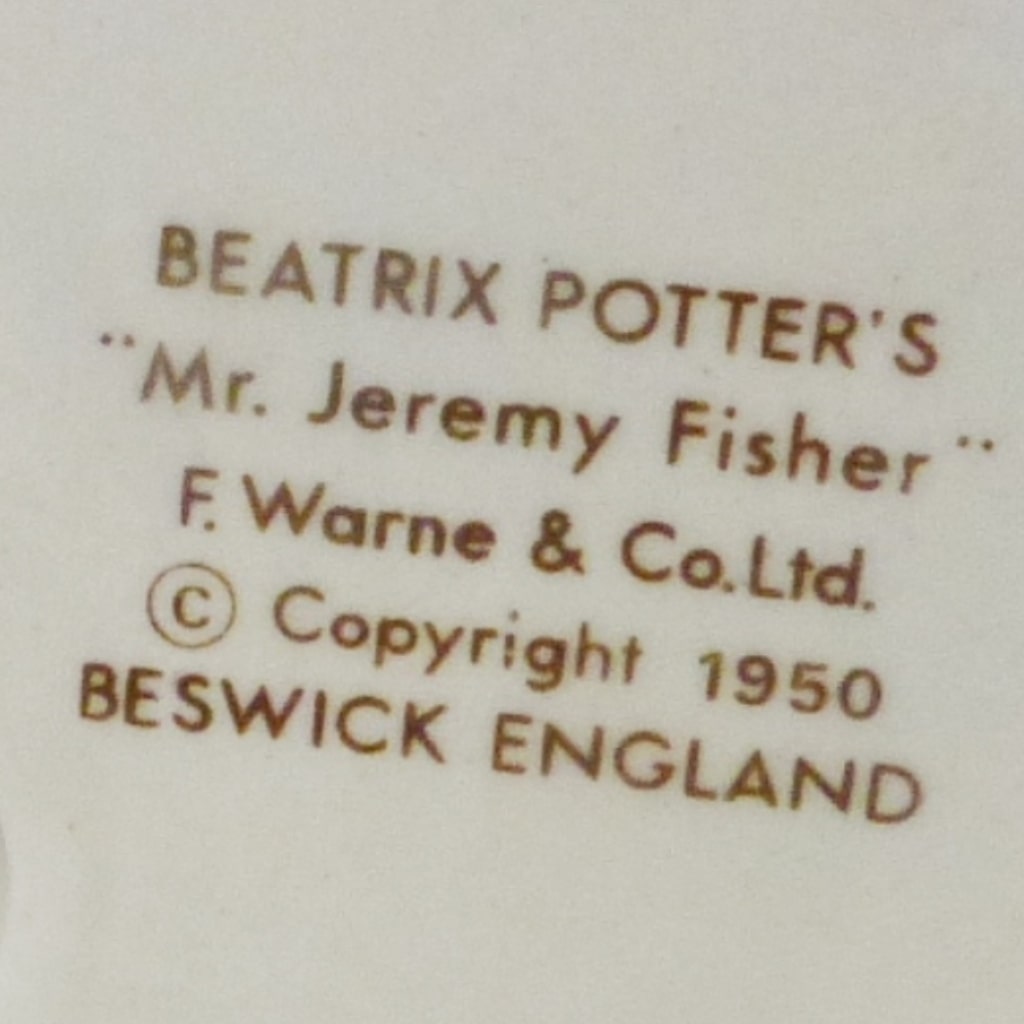 BEATRIX POTTER'S
"Mr. Jeremy Fisher"
F. Warne & Co.Ltd.
© Copyright 1950
BESWICK ENGLAND